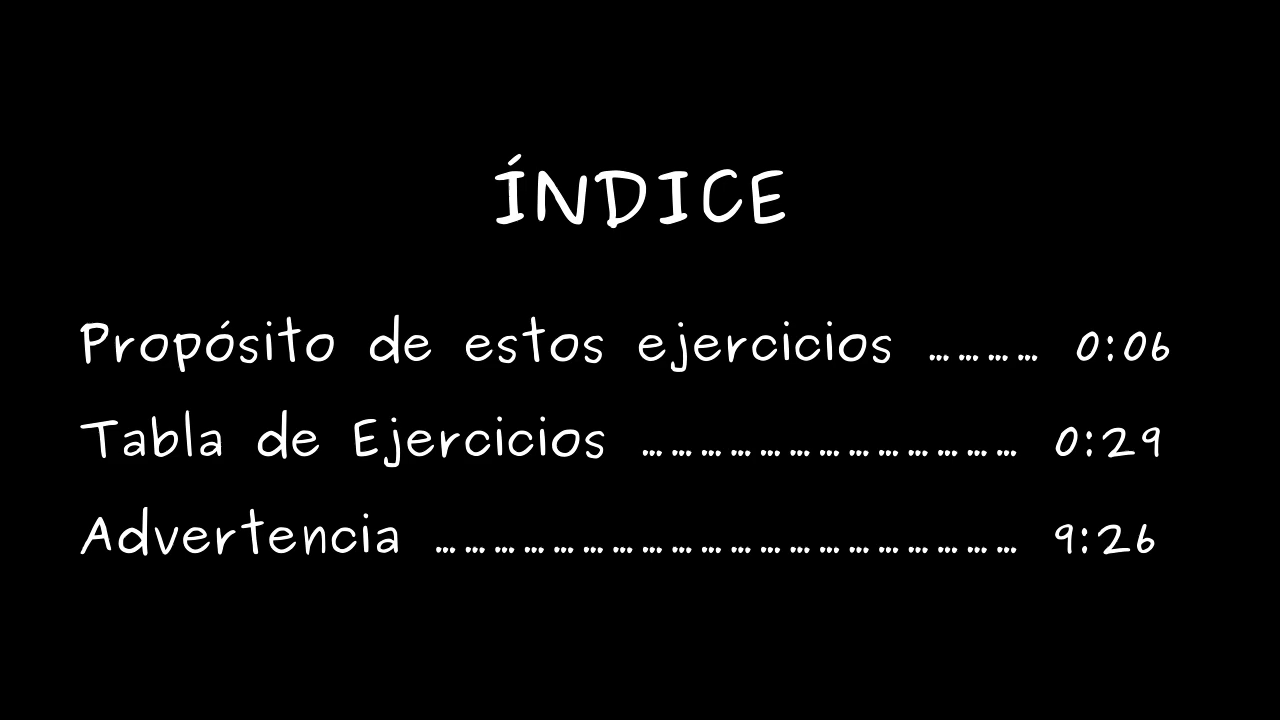 ÍNDICE
Propósito de estos ejercicios ………… 0:06
Tabla de Ejercicios ………………………………… 0:29
Advertencia ……………………………………………………… 9:26